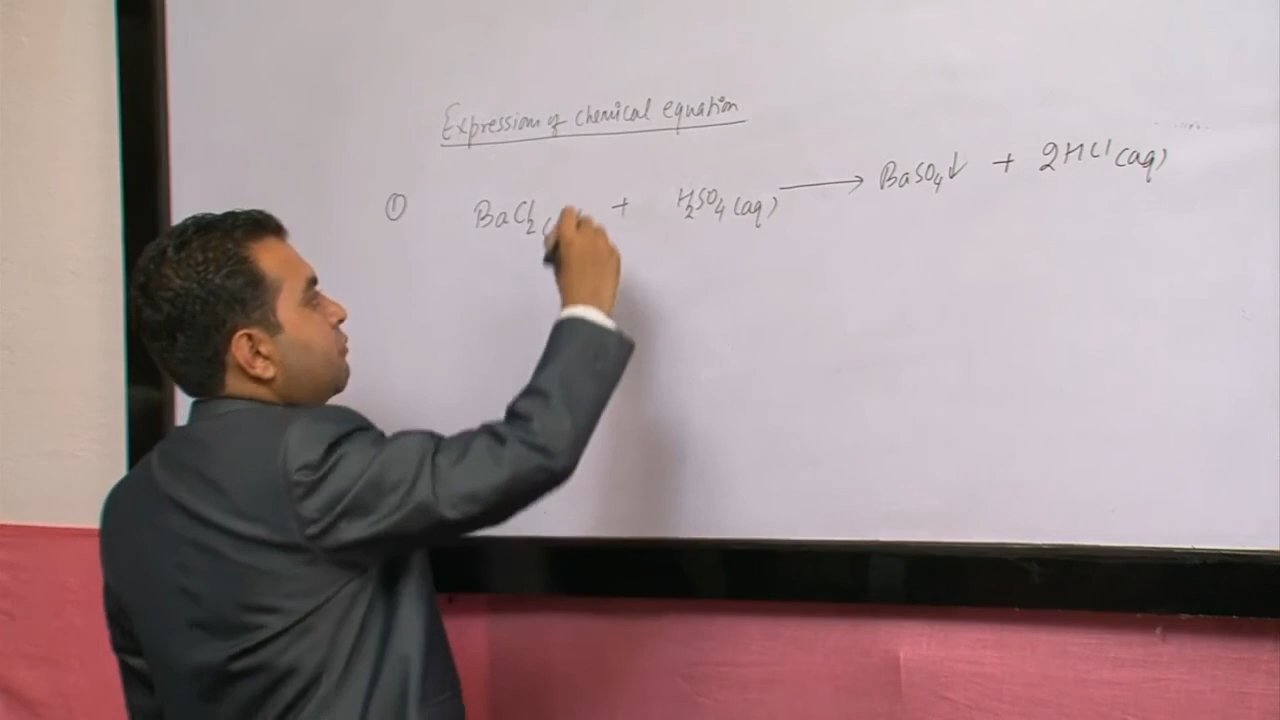 Expression of chemical equation
① BaCl₂ ( + H₂SO₄ (aq) ⟶ BaSO₄↓ + 2HCl (aq)